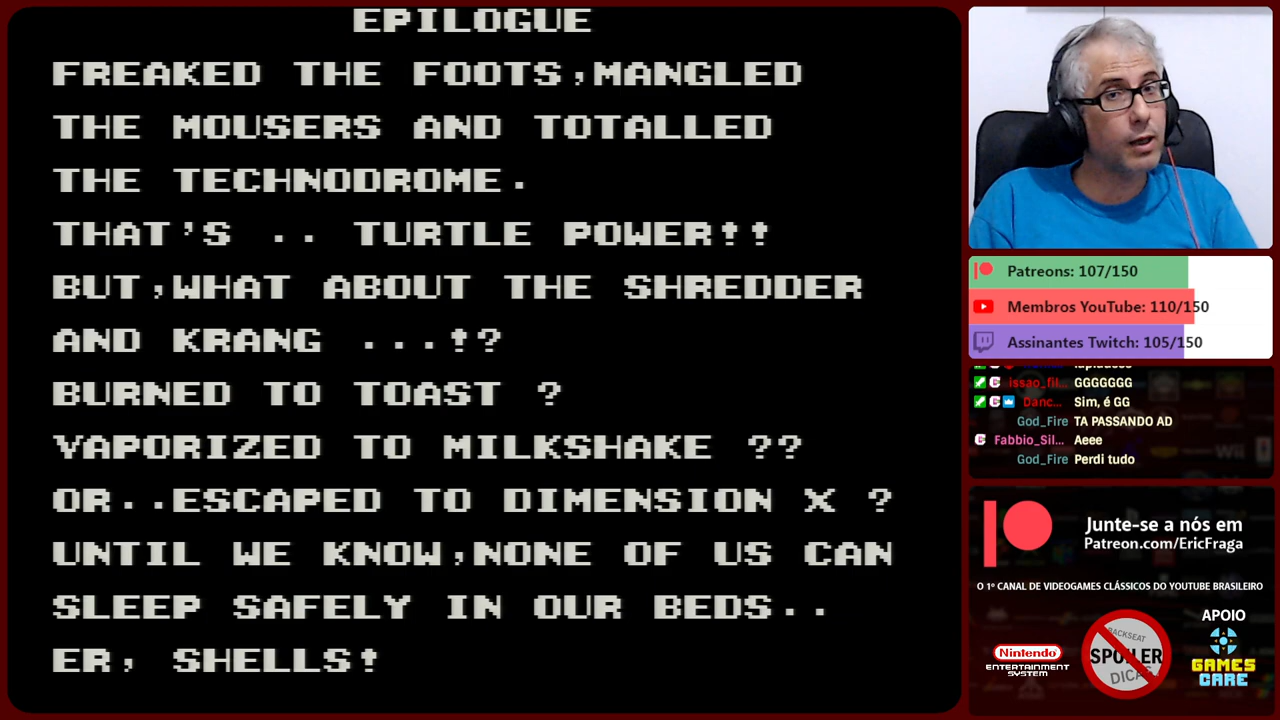 EPILOGUE
FREAKED THE FOOTS,MANGLED
THE MOUSERS AND TOTALLED
THE TECHNODROME.
THAT'S .. TURTLE POWER!!
BUT,WHAT ABOUT THE SHREDDER
AND KRANG ...!?
BURNED TO TOAST ?
VAPORIZED TO MILKSHAKE ??
OR..ESCAPED TO DIMENSION X ?
UNTIL WE KNOW,NONE OF US CAN
SLEEP SAFELY IN OUR BEDS..
ER, SHELLS!
Patreons: 107/150
Membros YouTube: 110/150
Assinantes Twitch: 105/150
issao_fil... GGGGGGG
Danc... Sim, é GG
God_Fire TA PASSANDO AD
Fabbio_Sil... Aeee
God_Fire Perdi tudo
Junte-se a nós em
Patreon.com/EricFraga
O 1º CANAL DE VIDEOGAMES CLÁSSICOS DO YOUTUBE BRASILEIRO
Nintendo
ENTERTAINMENT
SYSTEM
BACKSEAT
SPOILER
DICAS
APOIO
GAMES
CARE